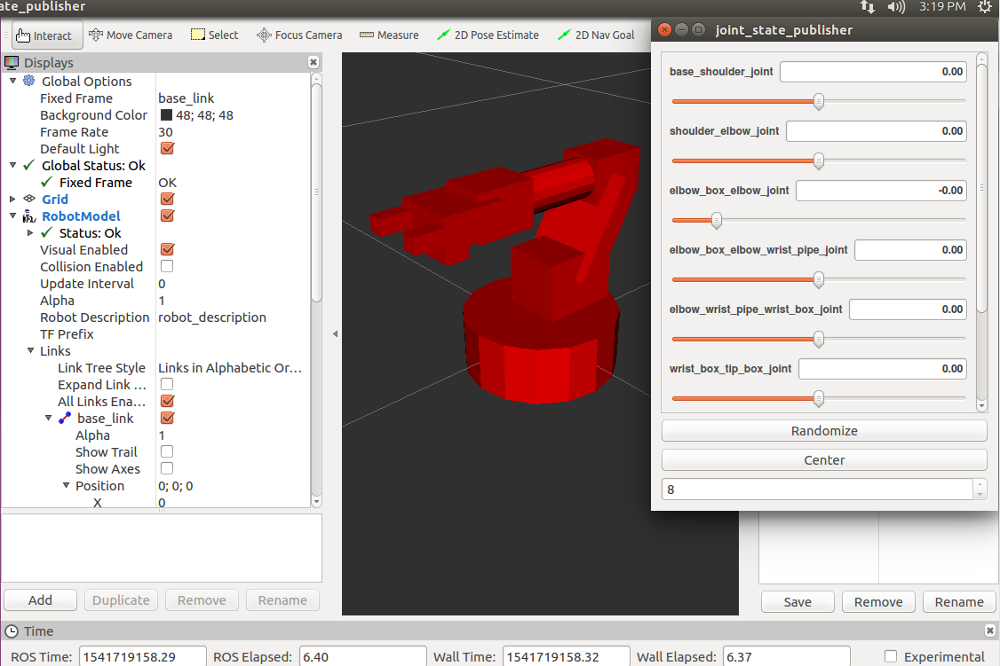 ate_publisher
3:19 PM
Interact Move Camera Select Focus Camera Measure 2D Pose Estimate 2D Nav Goal
Displays
Global Options
Fixed Frame base_link
Background Color 48; 48; 48
Frame Rate 30
Default Light
Global Status: Ok
Fixed Frame OK
Grid
RobotModel
Status: Ok
Visual Enabled
Collision Enabled
Update Interval 0
Alpha 1
Robot Description robot_description
TF Prefix
Links
Link Tree Style Links in Alphabetic Or...
Expand Link ...
All Links Ena...
base_link
Alpha 1
Show Trail
Show Axes
Position 0; 0; 0
X 0
Add Duplicate Remove Rename
joint_state_publisher
base_shoulder_joint 0.00
shoulder_elbow_joint 0.00
elbow_box_elbow_joint -0.00
elbow_box_elbow_wrist_pipe_joint 0.00
elbow_wrist_pipe_wrist_box_joint 0.00
wrist_box_tip_box_joint 0.00
Randomize
Center
8
Save Remove Rename
Time
ROS Time: 1541719158.29 ROS Elapsed: 6.40 Wall Time: 1541719158.32 Wall Elapsed: 6.37 Experimental